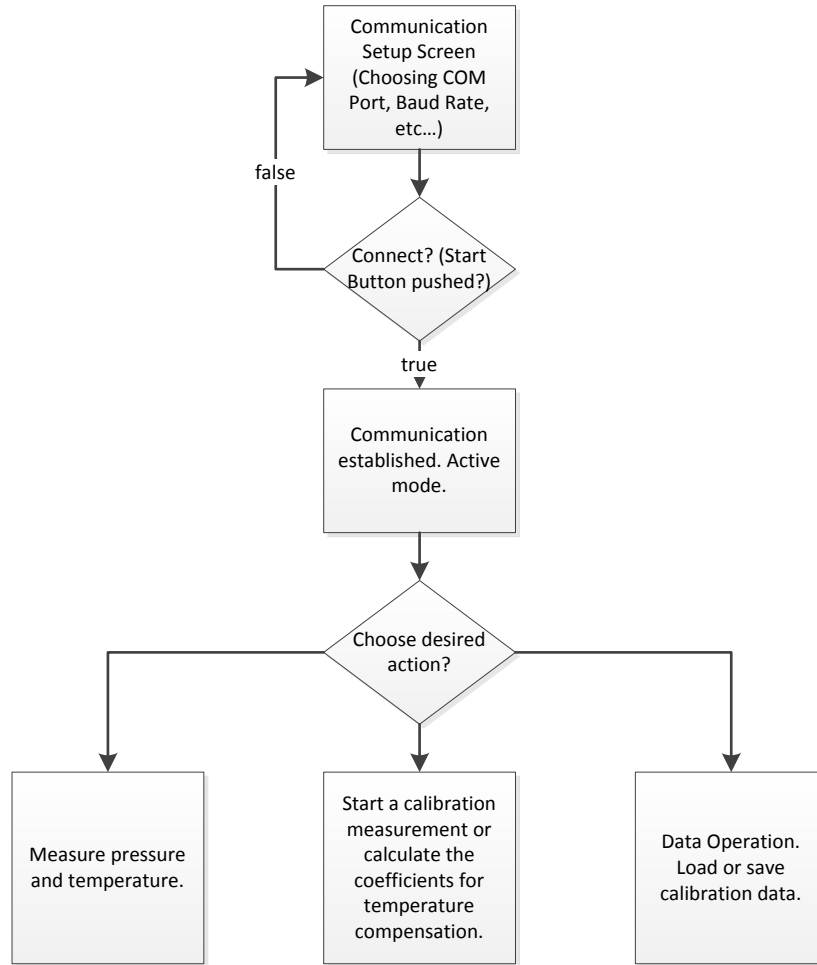 Communication
Setup Screen
(Choosing COM
Port, Baud Rate,
etc…)
false
Connect? (Start
Button pushed?)
true
Communication
established. Active
mode.
Choose desired
action?
Measure pressure
and temperature.
Start a calibration
measurement or
calculate the
coefficients for
temperature
compensation.
Data Operation.
Load or save
calibration data.